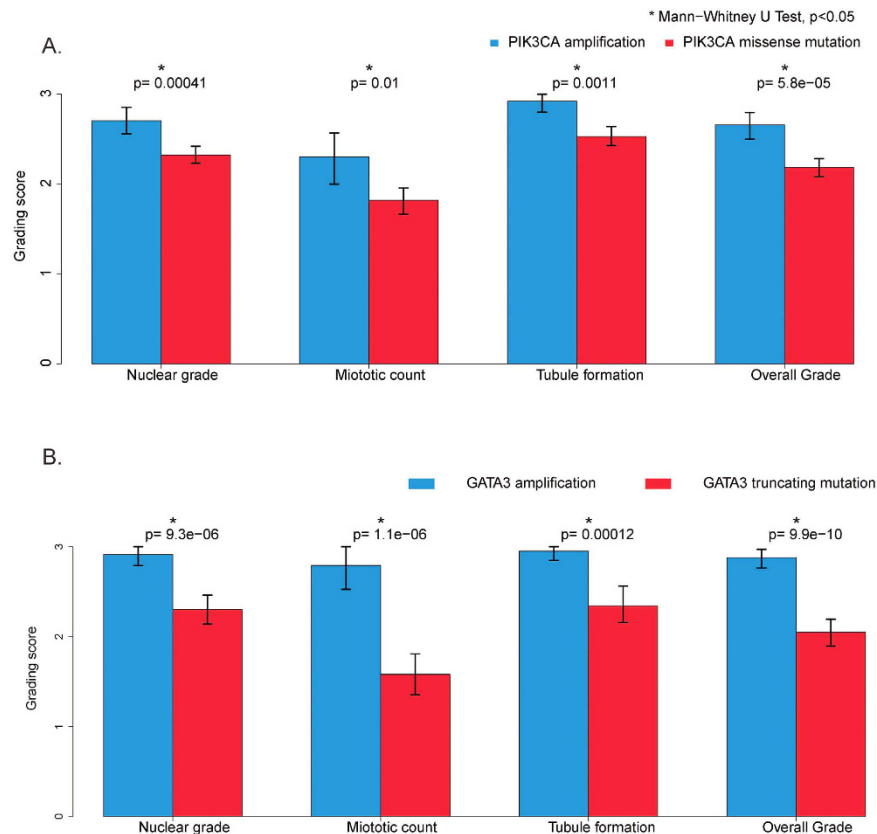 * Mann−Whitney U Test, p<0.05
A.
PIK3CA amplification PIK3CA missense mutation
* * * *
p= 0.00041 p= 0.01 p= 0.0011 p= 5.8e−05
3
2
1
0
Grading score
Nuclear grade Miototic count Tubule formation Overall Grade
B.
GATA3 amplification GATA3 truncating mutation
* * * *
p= 9.3e−06 p= 1.1e−06 p= 0.00012 p= 9.9e−10
3
2
1
0
Grading score
Nuclear grade Miototic count Tubule formation Overall Grade